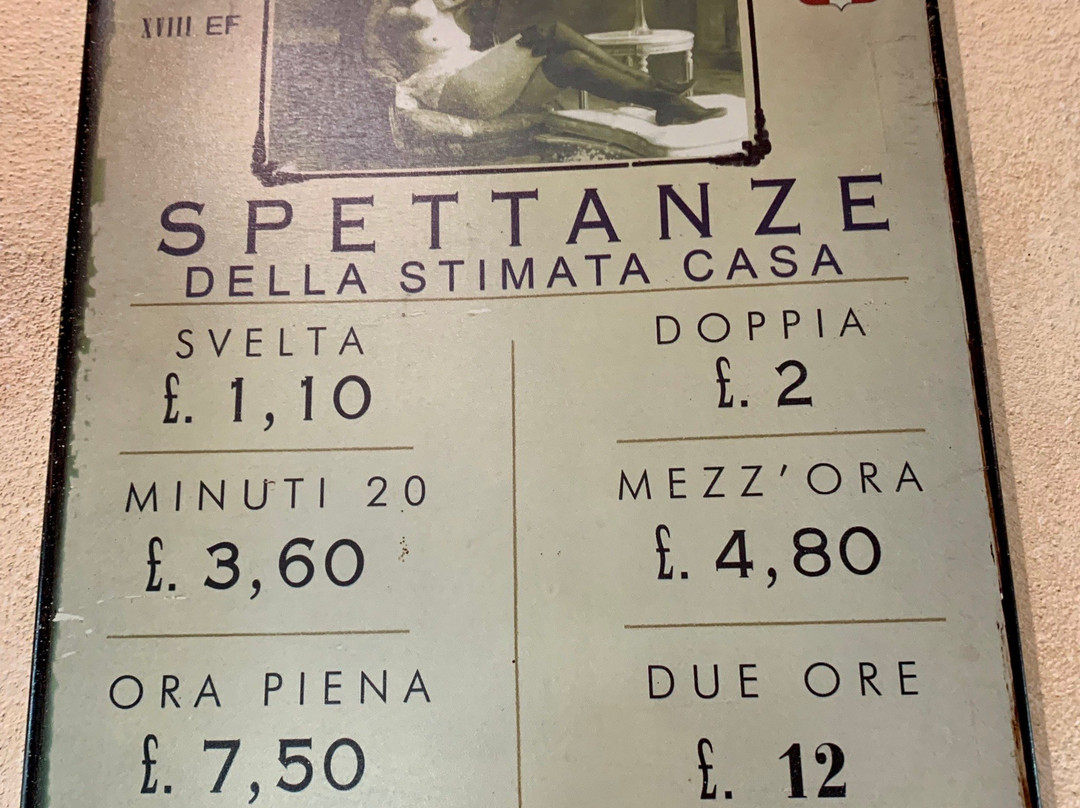 XVIII EF
SPETTANZE
DELLA STIMATA CASA
SVELTA
£. 1,10
DOPPIA
£. 2
MINUTI 20
£. 3,60
MEZZ'ORA
£. 4,80
ORA PIENA
£. 7,50
DUE ORE
£. 12